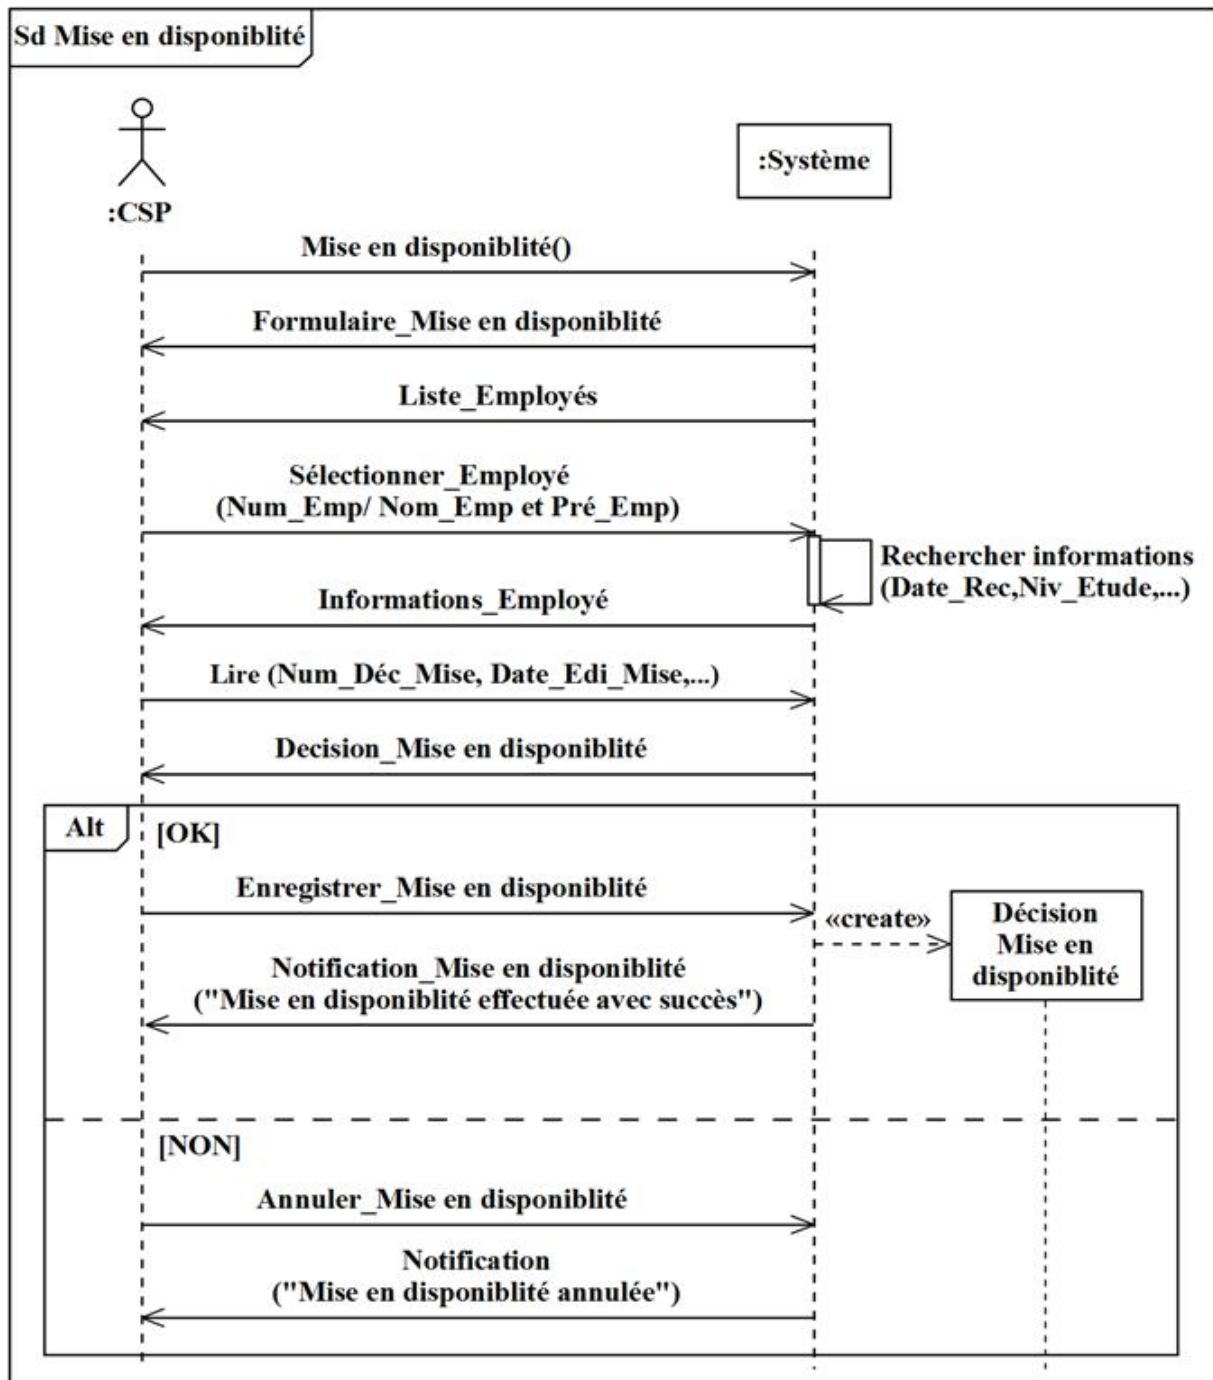 Sd Mise en disponiblité
:CSP
:Système
Mise en disponiblité()
Formulaire_Mise en disponiblité
Liste_Employés
Sélectionner_Employé
(Num_Emp/ Nom_Emp et Pré_Emp)
Rechercher informations
(Date_Rec,Niv_Etude,...)
Informations_Employé
Lire (Num_Déc_Mise, Date_Edi_Mise,...)
Decision_Mise en disponiblité
Alt
[OK]
Enregistrer_Mise en disponiblité
«create»
Décision
Mise en
disponiblité
Notification_Mise en disponiblité
("Mise en disponiblité effectuée avec succès")
[NON]
Annuler_Mise en disponiblité
Notification
("Mise en disponiblité annulée")